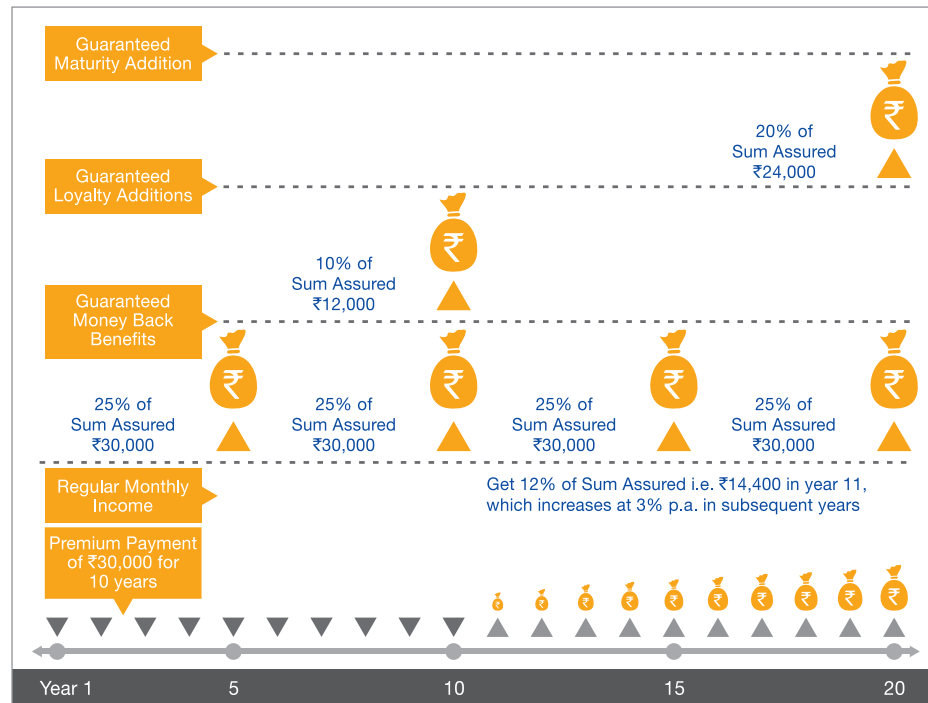 Guaranteed
Maturity Addition
₹
20% of
Sum Assured
₹24,000
Guaranteed
Loyalty Additions
₹
10% of
Sum Assured
₹12,000
Guaranteed
Money Back
Benefits
₹
₹
₹
₹
25% of
Sum Assured
₹30,000
25% of
Sum Assured
₹30,000
25% of
Sum Assured
₹30,000
25% of
Sum Assured
₹30,000
Regular Monthly
Income
Get 12% of Sum Assured i.e. ₹14,400 in year 11,
which increases at 3% p.a. in subsequent years
Premium Payment
of ₹30,000 for
10 years
₹ ₹ ₹ ₹ ₹ ₹ ₹ ₹ ₹ ₹
Year 1 5 10 15 20